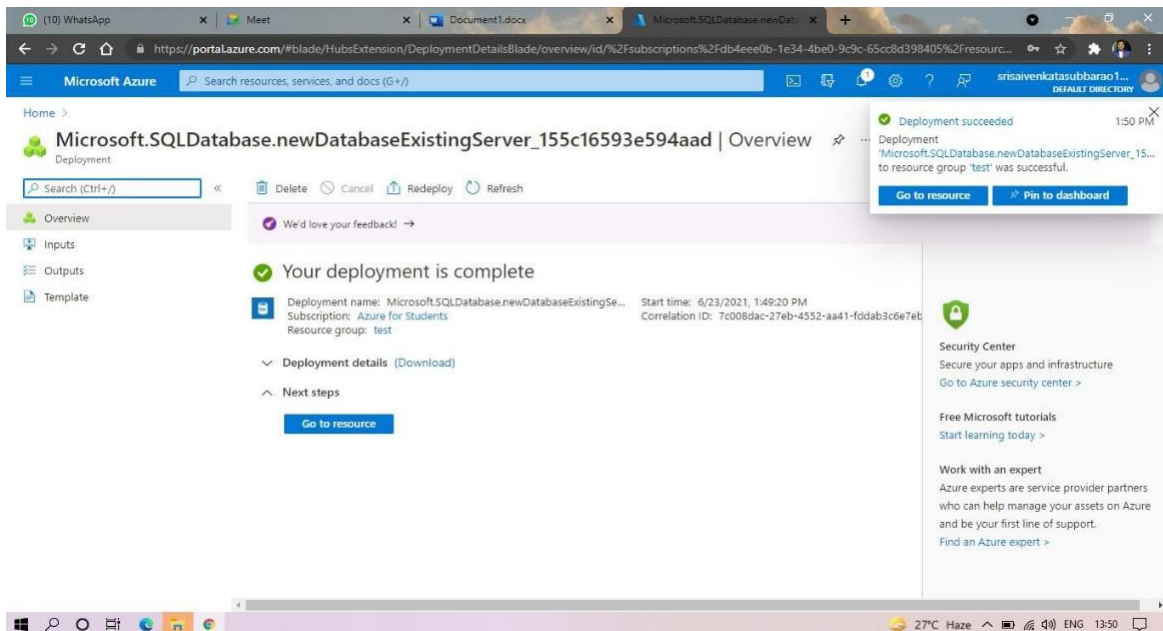 (10) WhatsApp
Meet
Document1.docx
Microsoft.SQLDatabase.newData
https://portal.azure.com/#blade/HubsExtension/DeploymentDetailsBlade/overview/id/%2Fsubscriptions%2Fdb4eee0b-1e34-4be0-9c9c-65cc8d398405%2Fresourc...
Microsoft Azure
Search resources, services, and docs (G+/)
1
srisaivenkatasubbarao1...
DEFAULT DIRECTORY
Home >
Microsoft.SQLDatabase.newDatabaseExistingServer_155c16593e594aad | Overview
Deployment
Deployment succeeded
1:50 PM
Deployment
'Microsoft.SQLDatabase.newDatabaseExistingServer_15...
to resource group 'test' was successful.
Go to resource
Pin to dashboard
Search (Ctrl+/)
«
Delete
Cancel
Redeploy
Refresh
Overview
Inputs
Outputs
Template
We'd love your feedback! →
Your deployment is complete
Deployment name: Microsoft.SQLDatabase.newDatabaseExistingSe...
Subscription: Azure for Students
Resource group: test
Start time: 6/23/2021, 1:49:20 PM
Correlation ID: 7c008dac-27eb-4552-aa41-fddab3c6e7eb
Deployment details (Download)
Next steps
Go to resource
Security Center
Secure your apps and infrastructure
Go to Azure security center >
Free Microsoft tutorials
Start learning today >
Work with an expert
Azure experts are service provider partners
who can help manage your assets on Azure
and be your first line of support.
Find an Azure expert >
27°C Haze
ENG
13:50